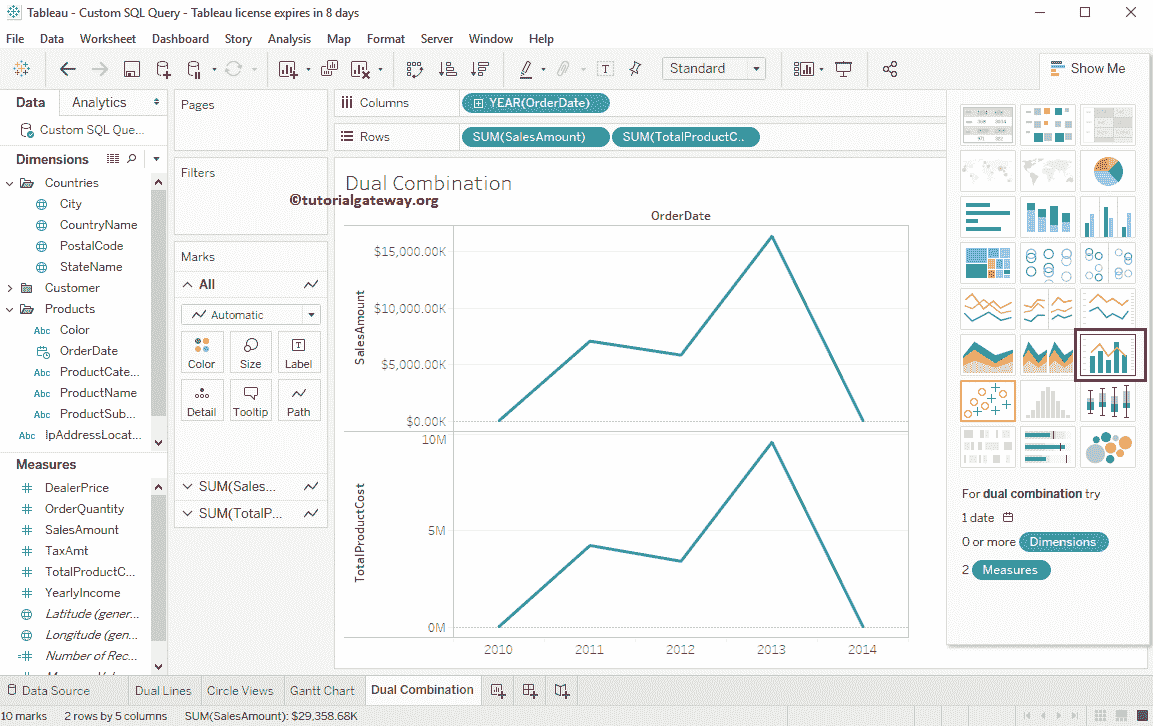 Tableau - Custom SQL Query - Tableau license expires in 8 days
File Data Worksheet Dashboard Story Analysis Map Format Server Window Help
Standard
Show Me
Data Analytics
Custom SQL Que...
Dimensions
Countries
City
CountryName
PostalCode
StateName
Customer
Products
Abc Color
OrderDate
Abc ProductCate...
Abc ProductName
Abc ProductSub...
Abc IpAddressLocat...
Measures
DealerPrice
OrderQuantity
SalesAmount
TaxAmt
TotalProductC...
YearlyIncome
Latitude (gener...
Longitude (gen...
Number of Rec...
Pages
Filters
Marks
All
Automatic
Color Size Label
Detail Tooltip Path
SUM(Sales...
SUM(TotalP...
Columns YEAR(OrderDate)
Rows SUM(SalesAmount) SUM(TotalProductC..
Dual Combination
©tutorialgateway.org
OrderDate
SalesAmount
$15,000.00K
$10,000.00K
$5,000.00K
$0.00K
TotalProductCost
10M
5M
0M
2010 2011 2012 2013 2014
For dual combination try
1 date
0 or more Dimensions
2 Measures
Data Source Dual Lines Circle Views Gantt Chart Dual Combination
10 marks 2 rows by 5 columns SUM(SalesAmount): $29,358.68K